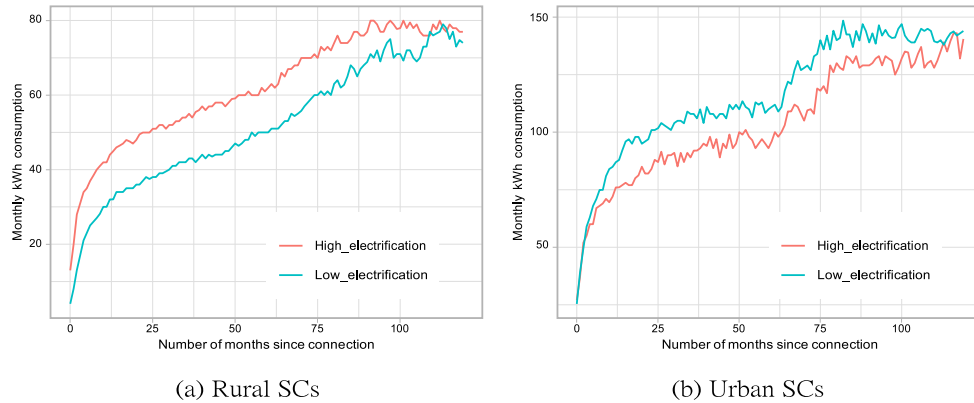 80
60
40
20
Monthly kWh consumption
High_electrification
Low_electrification
0
25
50
75
100
Number of months since connection
(a) Rural SCs
150
100
50
Monthly kWh consumption
High_electrification
Low_electrification
0
25
50
75
100
Number of months since connection
(b) Urban SCs